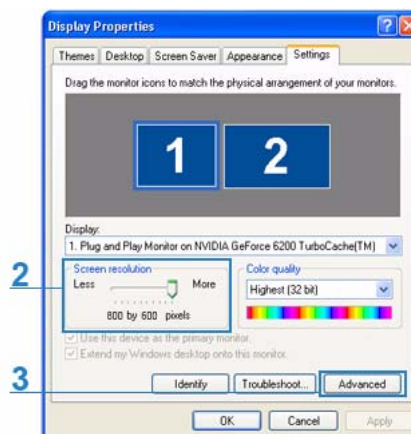 Display Properties
Themes Desktop Screen Saver Appearance Settings
Drag the monitor icons to match the physical arrangement of your monitors.
1 2
Display:
1. Plug and Play Monitor on NVIDIA GeForce 6200 TurboCache(TM)
2
Screen resolution
Less More
800 by 600 pixels
Color quality
Highest (32 bit)
Use this device as the primary monitor.
Extend my Windows desktop onto this monitor.
3
Identify Troubleshoot... Advanced
OK Cancel Apply